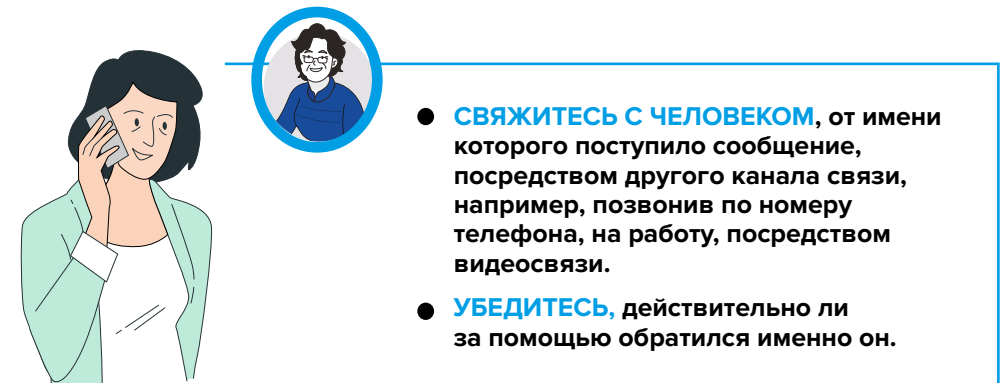 ● СВЯЖИТЕСЬ С ЧЕЛОВЕКОМ, от имени
которого поступило сообщение,
посредством другого канала связи,
например, позвонив по номеру
телефона, на работу, посредством
видеосвязи.
● УБЕДИТЕСЬ, действительно ли
за помощью обратился именно он.